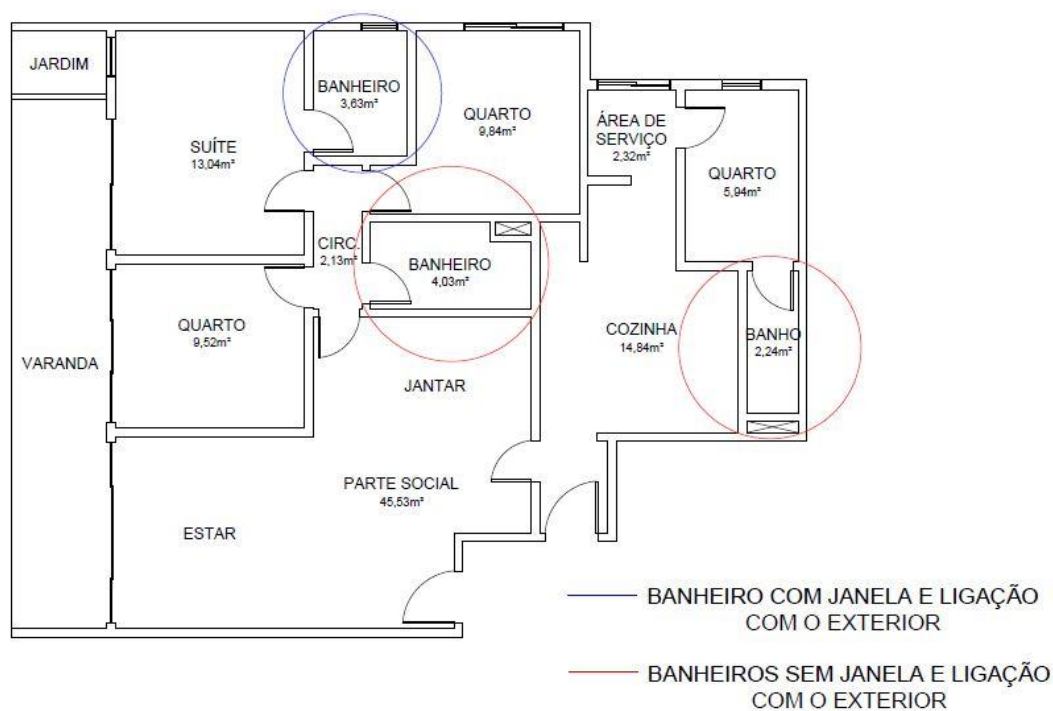 JARDIM
BANHEIRO
3,63m²
QUARTO
9,84m²
ÁREA DE
SERVIÇO
2,32m²
SUÍTE
13,04m²
QUARTO
5,94m²
CIRC.
2,13m²
BANHEIRO
4,03m²
QUARTO
9,52m²
COZINHA
14,84m²
BANHO
2,24m²
VARANDA
JANTAR
PARTE SOCIAL
45,53m²
ESTAR
BANHEIRO COM JANELA E LIGAÇÃO
COM O EXTERIOR
BANHEIROS SEM JANELA E LIGAÇÃO
COM O EXTERIOR